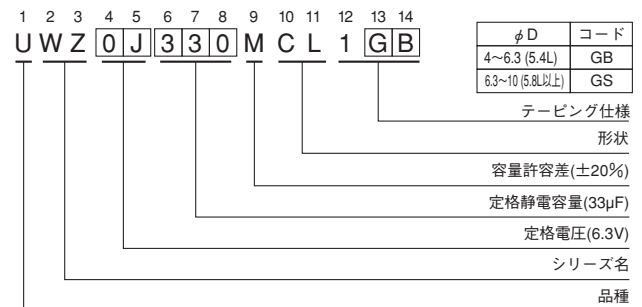 1 2 3 4 5 6 7 8 9 10 11 12 13 14
U W Z 0 J 3 3 0 M C L 1 G B
φD コード
4~6.3 (5.4L) GB
6.3~10 (5.8L以上) GS
テーピング仕様
形状
容量許容差(±20%)
定格静電容量(33µF)
定格電圧(6.3V)
シリーズ名
品種